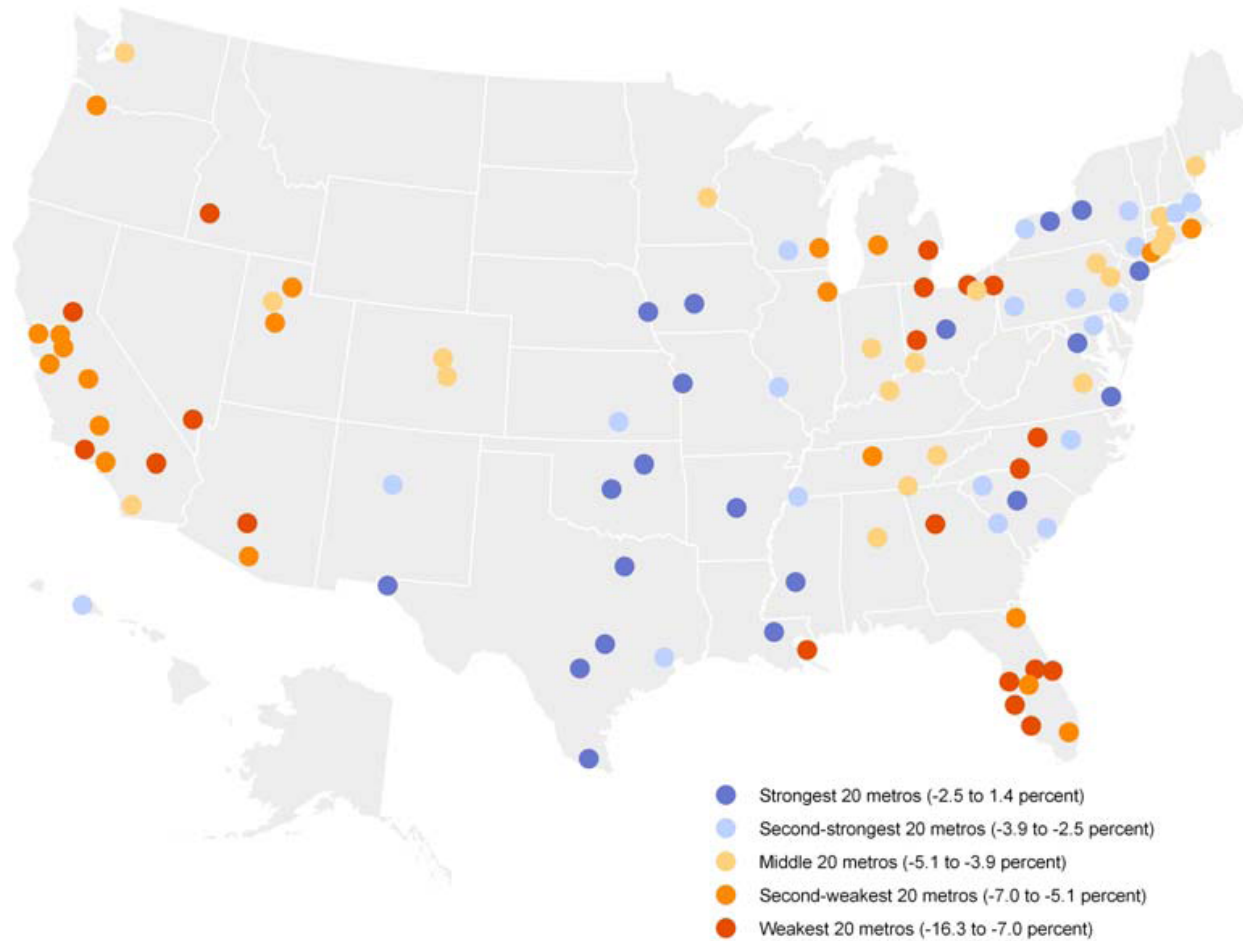 Strongest 20 metros (-2.5 to 1.4 percent)
Second-strongest 20 metros (-3.9 to -2.5 percent)
Middle 20 metros (-5.1 to -3.9 percent)
Second-weakest 20 metros (-7.0 to -5.1 percent)
Weakest 20 metros (-16.3 to -7.0 percent)